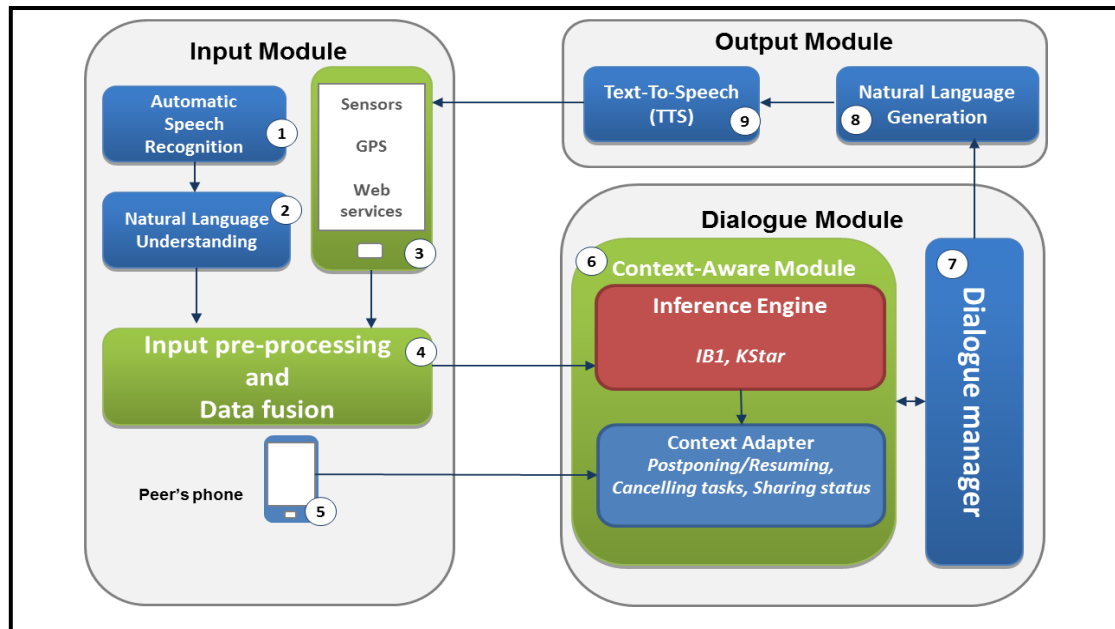 Input Module
Automatic
Speech
Recognition
1
Natural Language
Understanding
2
Sensors
GPS
Web
services
3
Input pre-processing
and
Data fusion
4
Peer's phone
5
Output Module
Text-To-Speech
(TTS)
9
Natural Language
Generation
8
Dialogue Module
6
Context-Aware Module
Inference Engine
IB1, KStar
Context Adapter
Postponing/Resuming,
Cancelling tasks, Sharing status
7
Dialogue manager